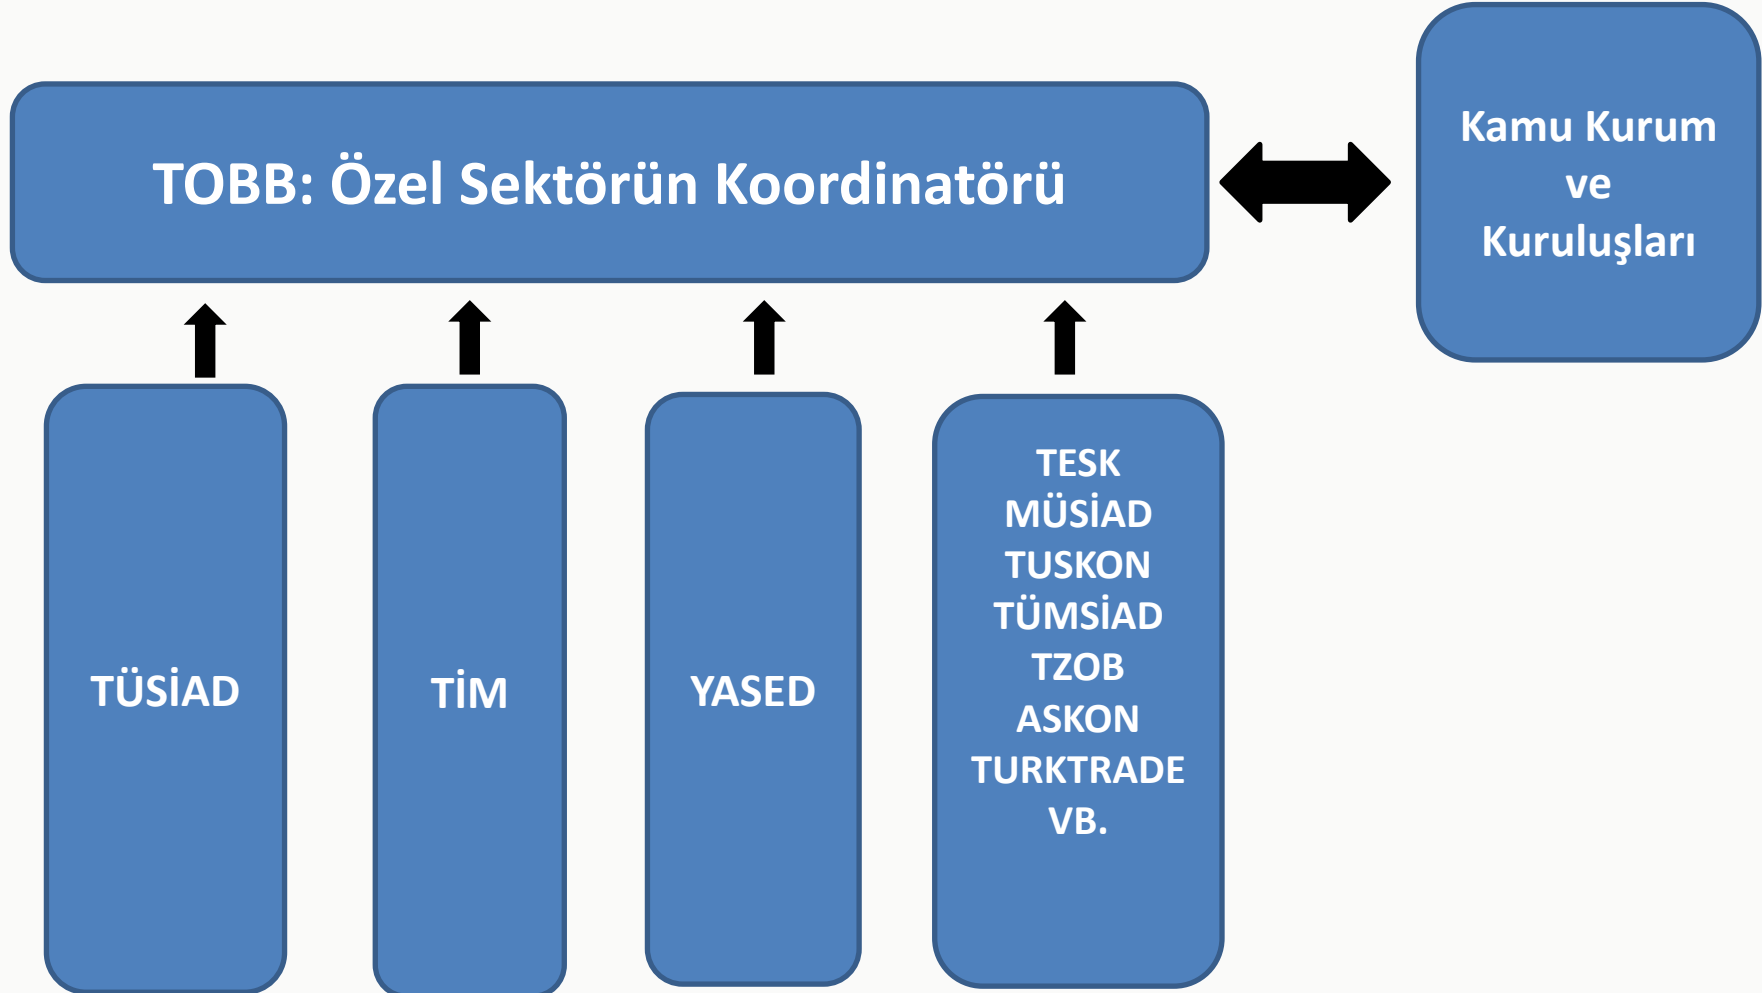 TOBB: Özel Sektörün Koordinatörü
Kamu Kurum
ve
Kuruluşları
TÜSİAD
TİM
YASED
TESK
MÜSİAD
TUSKON
TÜMSİAD
TZOB
ASKON
TURKTRADE
VB.